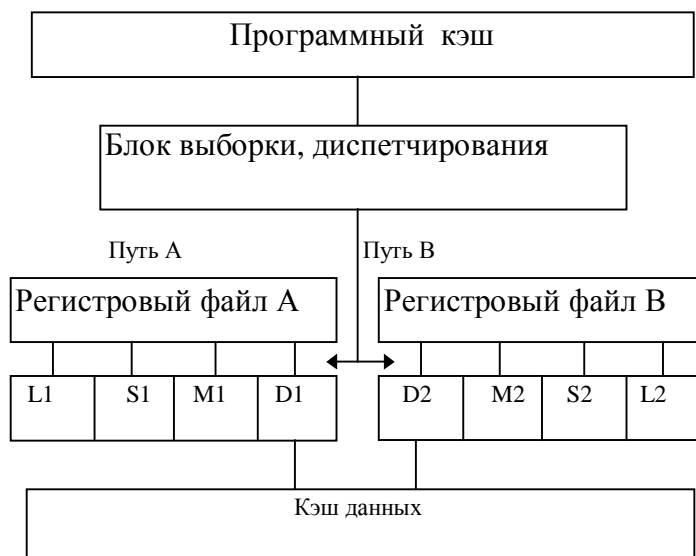 Программный кэш
Блок выборки, диспетчирования
Путь А Путь В
Регистровый файл А Регистровый файл В
L1 S1 M1 D1 D2 M2 S2 L2
Кэш данных